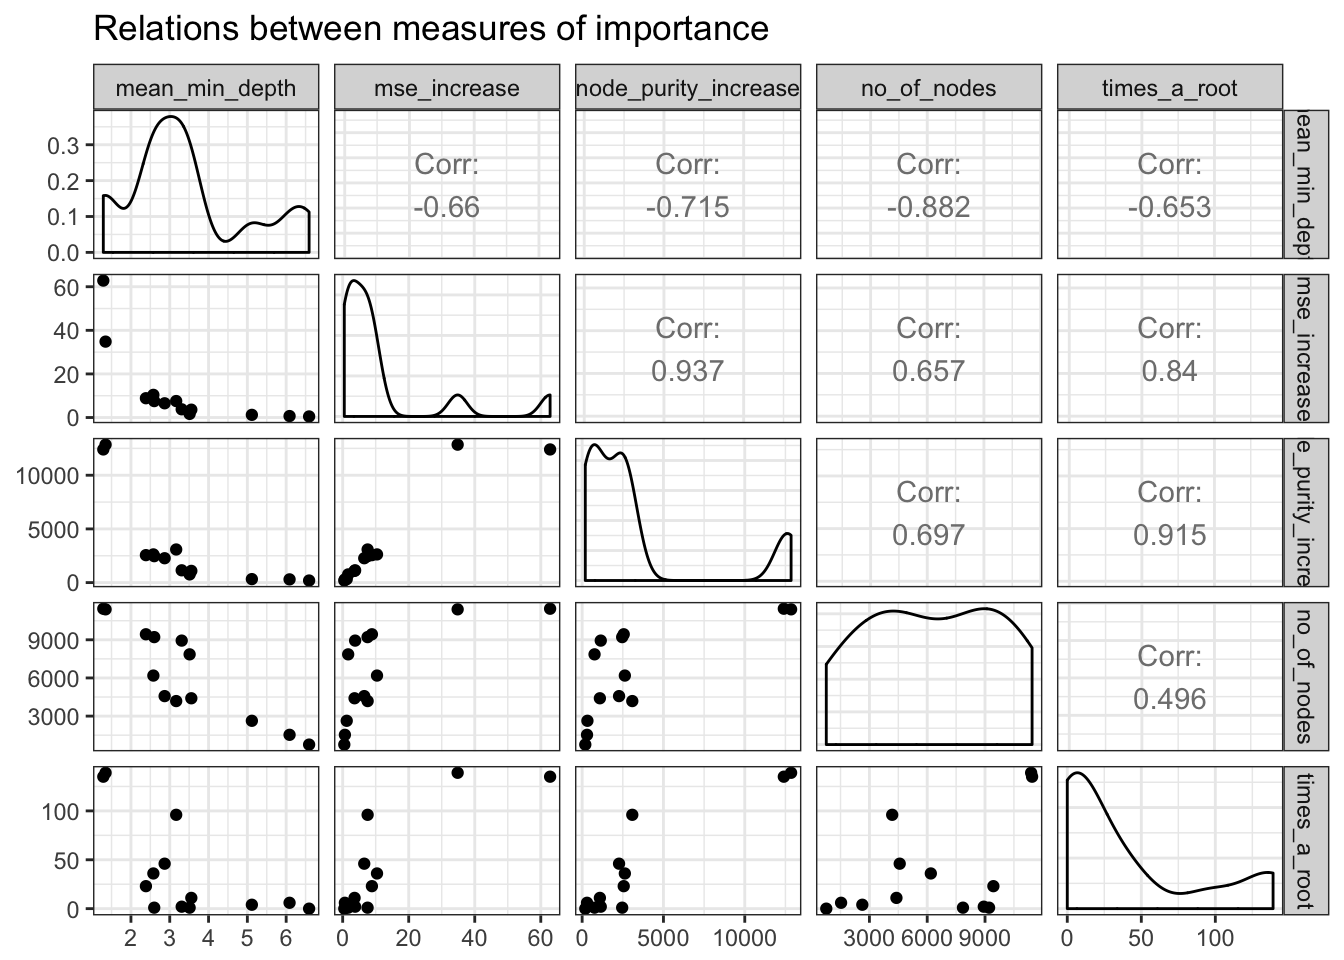 Relations between measures of importance
mean_min_depth mse_increase node_purity_increase no_of_nodes times_a_root
0.3
0.2
0.1
0.0
Corr:
-0.66
Corr:
-0.715
Corr:
-0.882
Corr:
-0.653
ean_min_dept
60
40
20
0
Corr:
0.937
Corr:
0.657
Corr:
0.84
mse_increase
10000
5000
0
Corr:
0.697
Corr:
0.915
e_purity_incre
9000
6000
3000
Corr:
0.496
no_of_nodes
100
50
0
times_a_root
2 3 4 5 6 0 20 40 60 0 5000 10000 3000 6000 9000 0 50 100